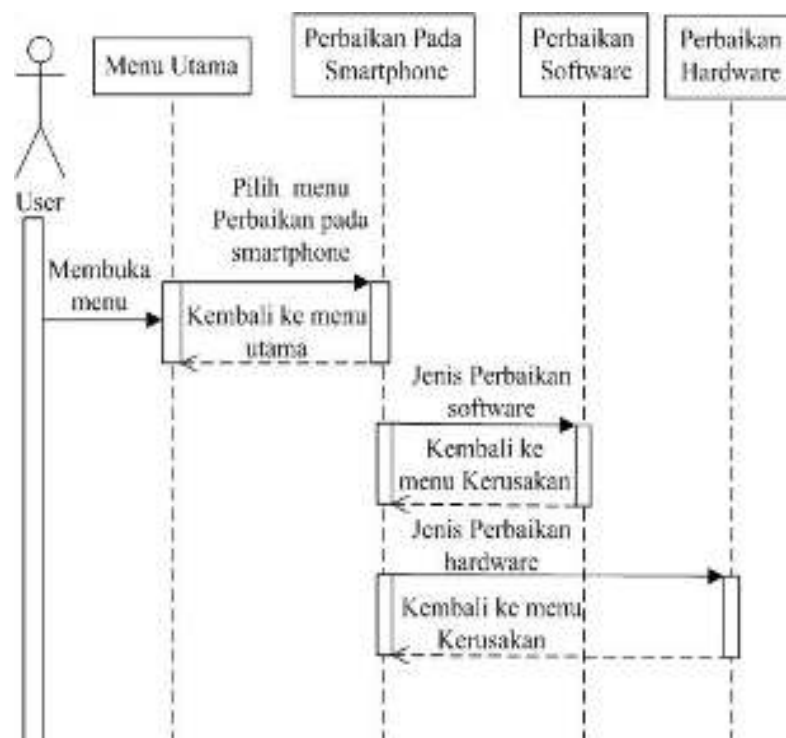 Menu Utama
Perbaikan Pada
Smartphone
Perbaikan
Software
Perbaikan
Hardware
User
Pilih menu
Perbaikan pada
smartphone
Membuka
menu
Kembali ke menu
utama
Jenis Perbaikan
software
Kembali ke
menu Kerusakan
Jenis Perbaikan
hardware
Kembali ke menu
Kerusakan